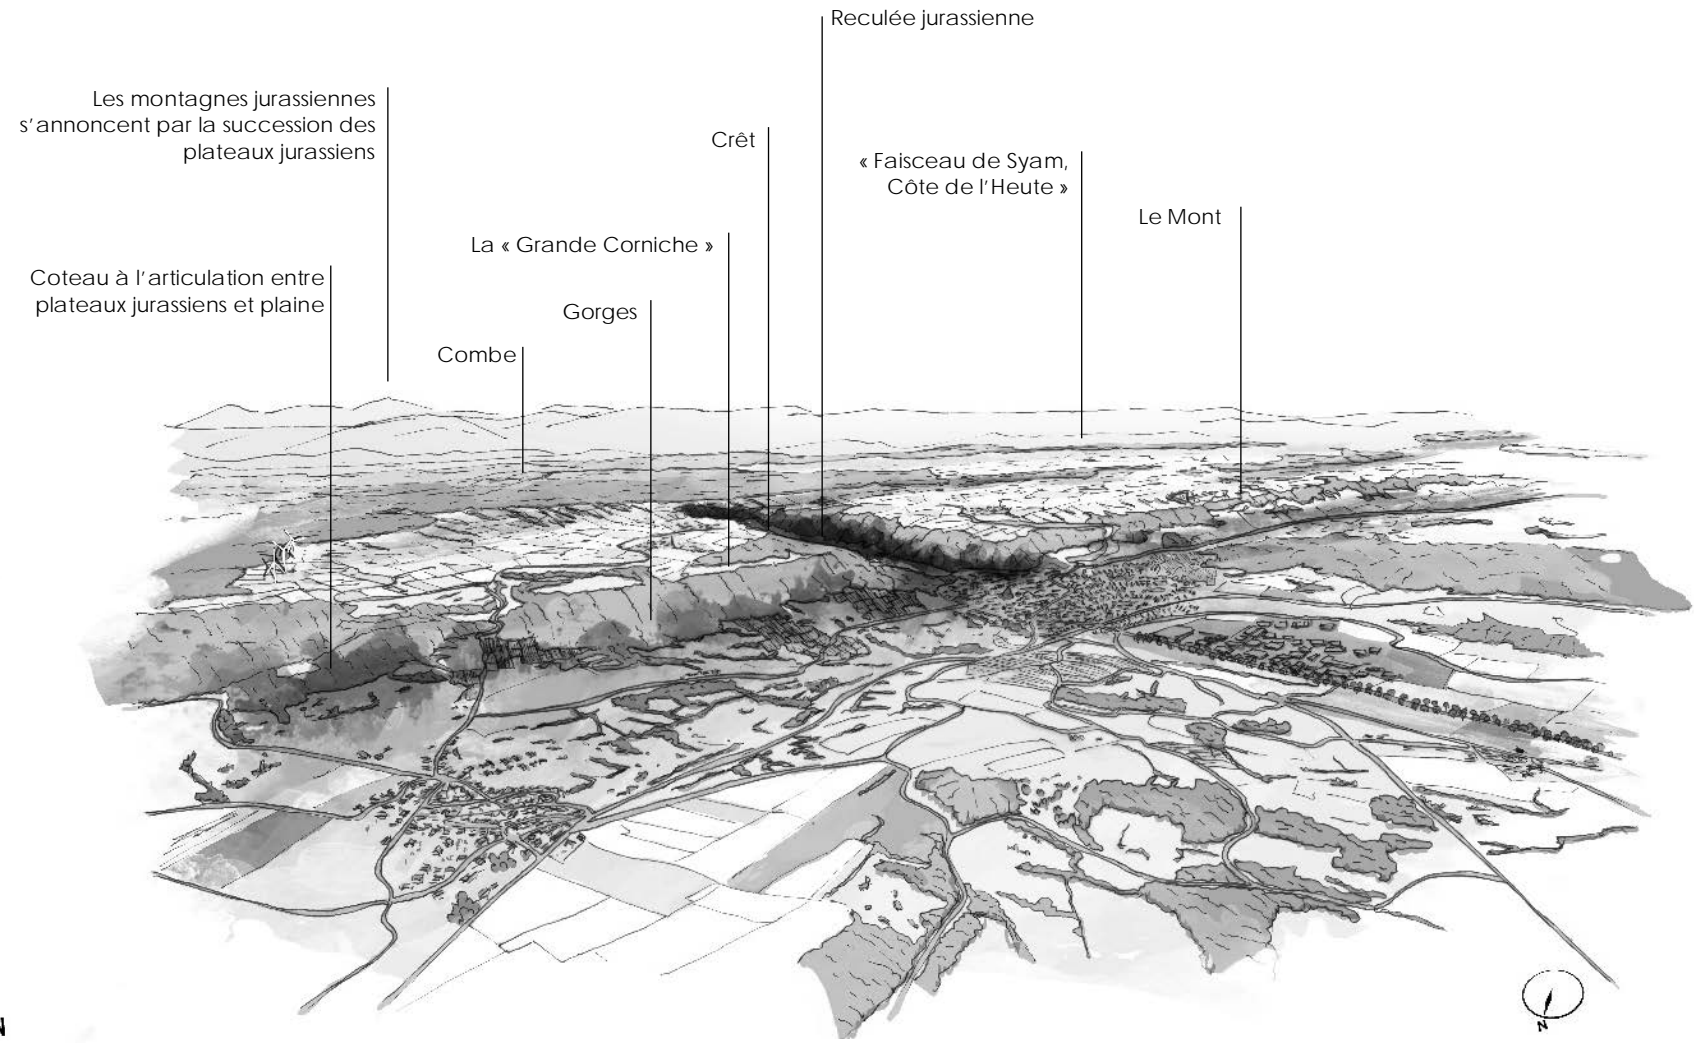 Reculée jurassienne
Les montagnes jurassiennes
s'annoncent par la succession des
plateaux jurassiens
Crêt
« Faisceau de Syam,
Côte de l'Heute »
Le Mont
La « Grande Corniche »
Coteau à l'articulation entre
plateaux jurassiens et plaine
Gorges
Combe
N
N